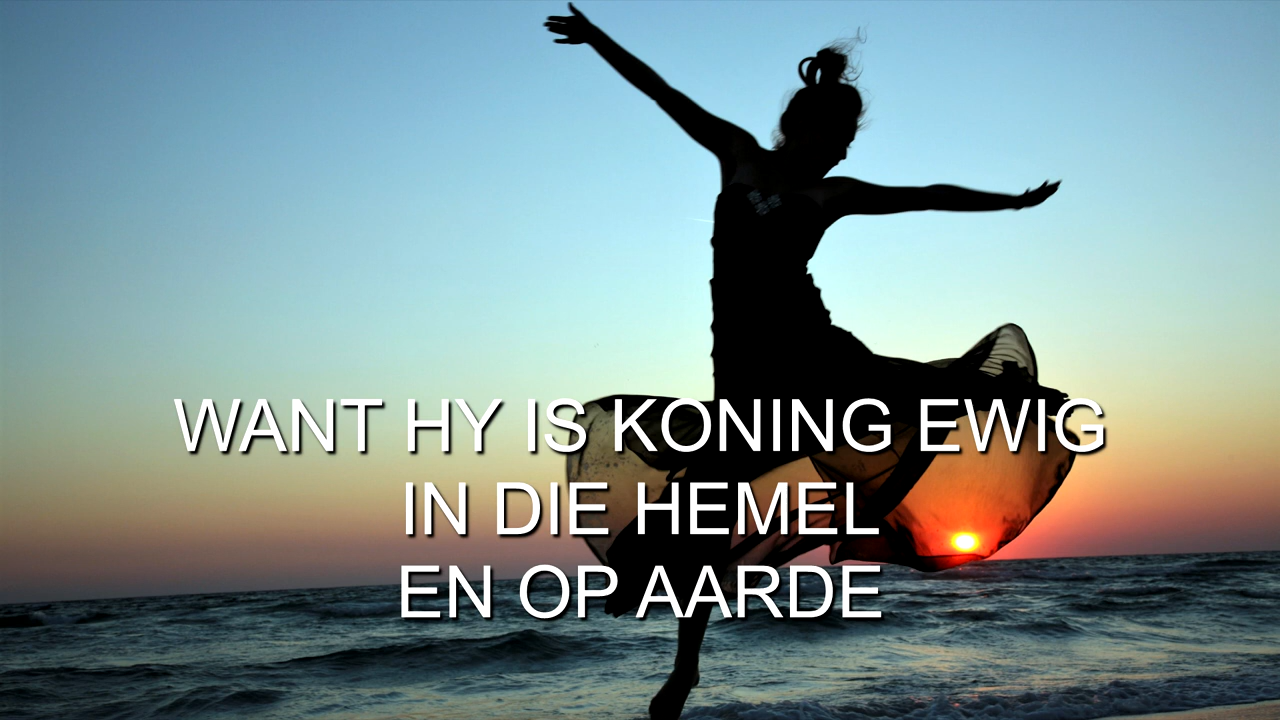 WANT HY IS KONING EWIG
IN DIE HEMEL
EN OP AARDE